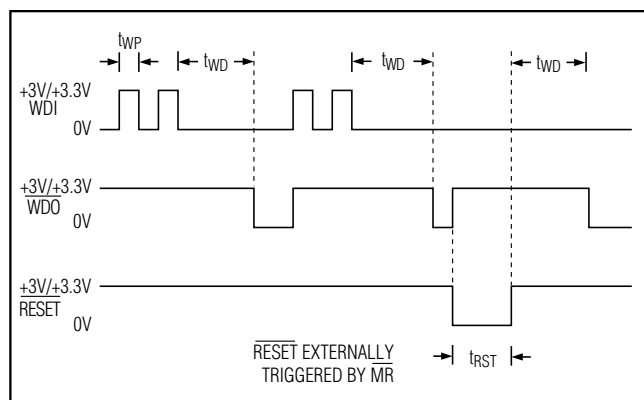 tWP
tWD
tWD
tWD
+3V/+3.3V
WDI
0V
+3V/+3.3V
WDO
0V
+3V/+3.3V
RESET
0V
RESET EXTERNALLY
TRIGGERED BY MR
tRST